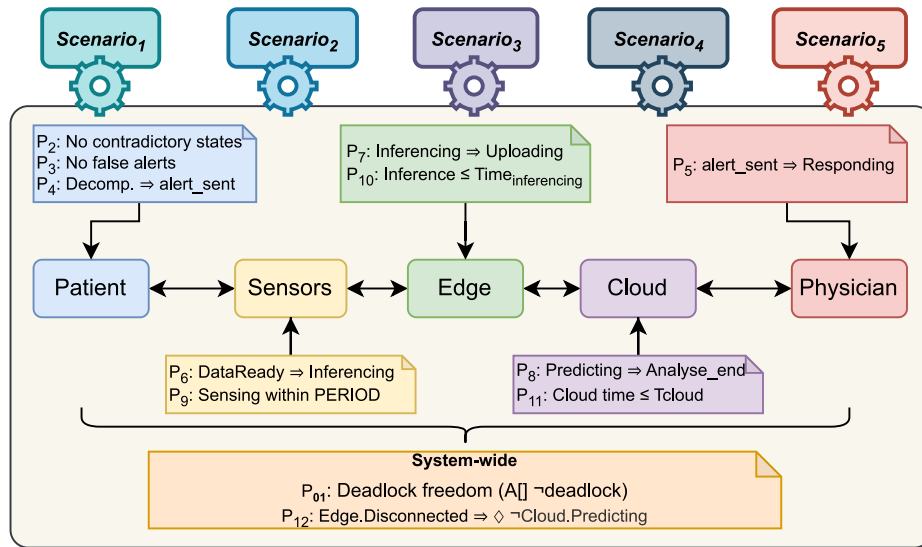 Scenario₁ Scenario₂ Scenario₃ Scenario₄ Scenario₅
P₂: No contradictory states
P₃: No false alerts
P₄: Decomp. ⇒ alert_sent
P₇: Inferencing ⇒ Uploading
P₁₀: Inference ≤ Time_inferencing
P₅: alert_sent ⇒ Responding
Patient Sensors Edge Cloud Physician
P₆: DataReady ⇒ Inferencing
P₉: Sensing within PERIOD
P₈: Predicting ⇒ Analyse_end
P₁₁: Cloud time ≤ Tcloud
System-wide
P₀₁: Deadlock freedom (A[] ¬deadlock)
P₁₂: Edge.Disconnected ⇒ ◊ ¬Cloud.Predicting